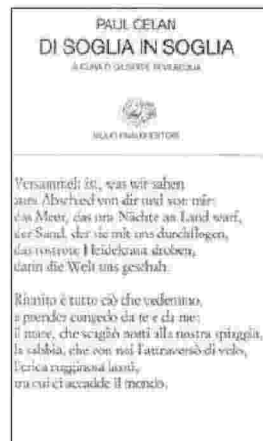 PAUL CELAN
DI SOGLIA IN SOGLIA
A CURA DI GIUSEPPE BEVILACQUA
GIULIO EINAUDI EDITORE
Versammelt ist, was wir sahen,
zum Abschied von dir und von mir:
das Meer, das uns Nächte an Land warf,
der Sand, der sie mit uns durchflogen,
das rostrote Heidekraut droben,
darin die Welt uns geschah.
Riunito è tutto ciò che vedemmo,
a prender congedo da te e da me:
il mare, che scagliò notti alla nostra spiaggia,
la sabbia, che con noi l'attraversò di volo,
l'erica rugginosa lassù,
tra cui ci accadde il mondo.